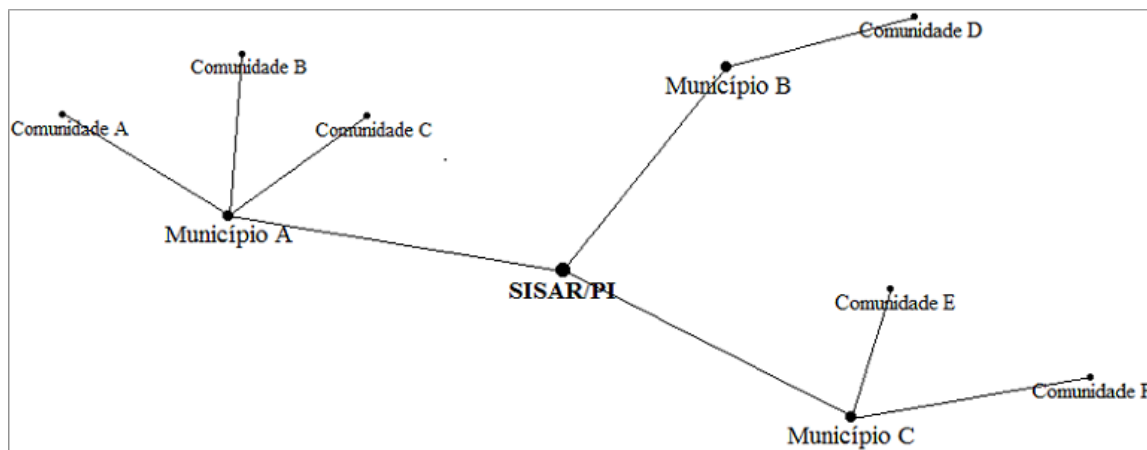 Comunidade D
Comunidade B
Município B
Comunidade A
Comunidade C
Município A
SISAR/PI
Comunidade E
Comunidade
Município C